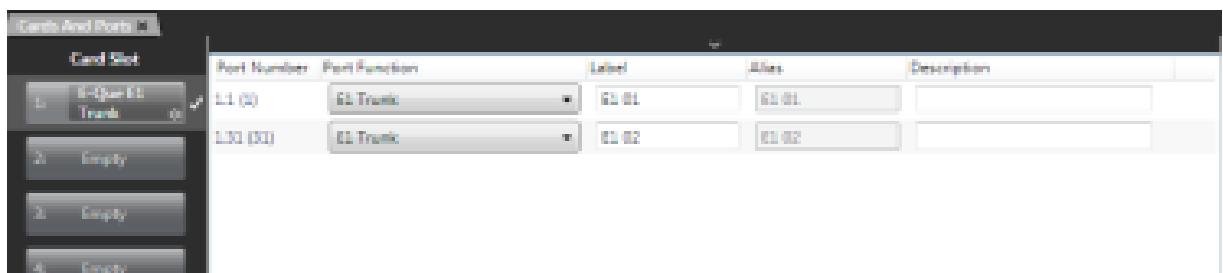 Cards And Ports
Card Slot
Port Number Port Function Label Alias Description
1: E-Que E1 Trunk
1.1 (1) E1 Trunk E1 01 E1 01
1.31 (31) E1 Trunk E1 02 E1 02
2: Empty
3: Empty
4: Empty